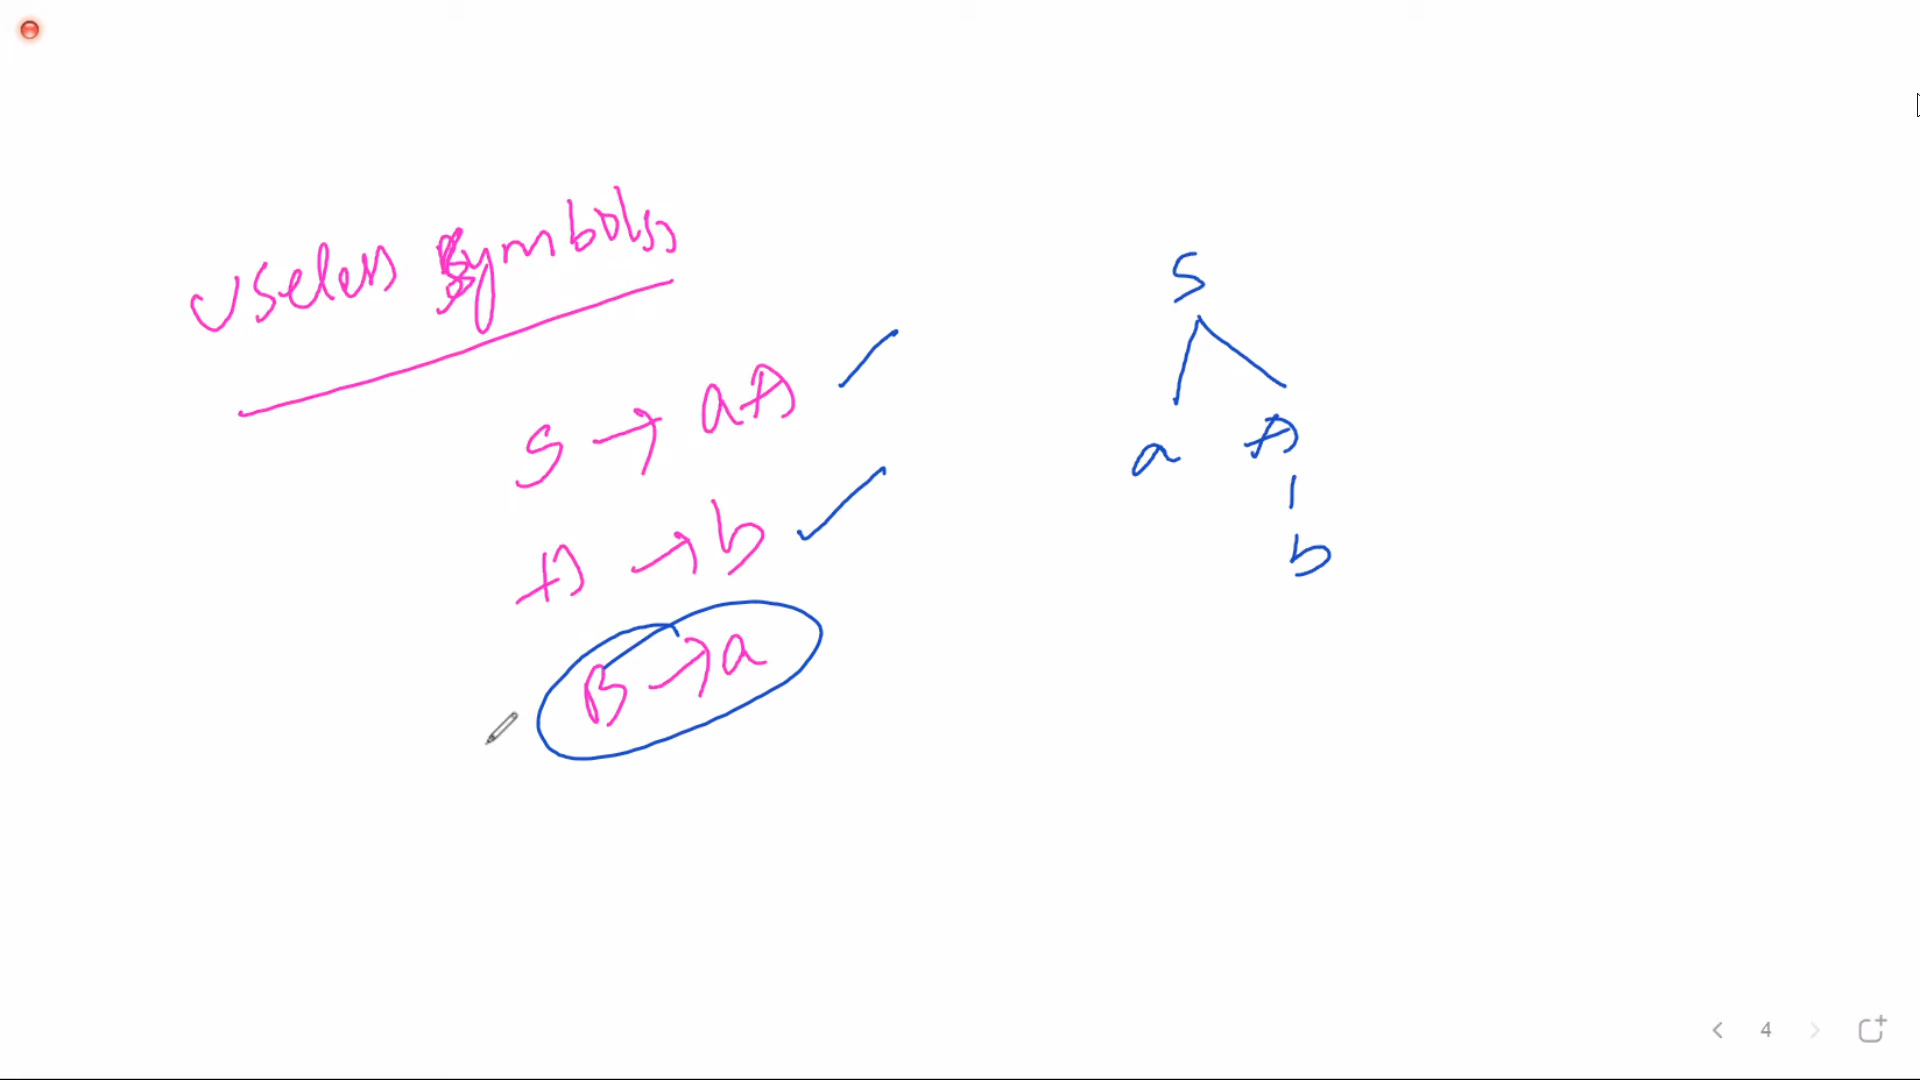 Useless Symbols
S → aA
A → b
B → a
S
a A
b
4